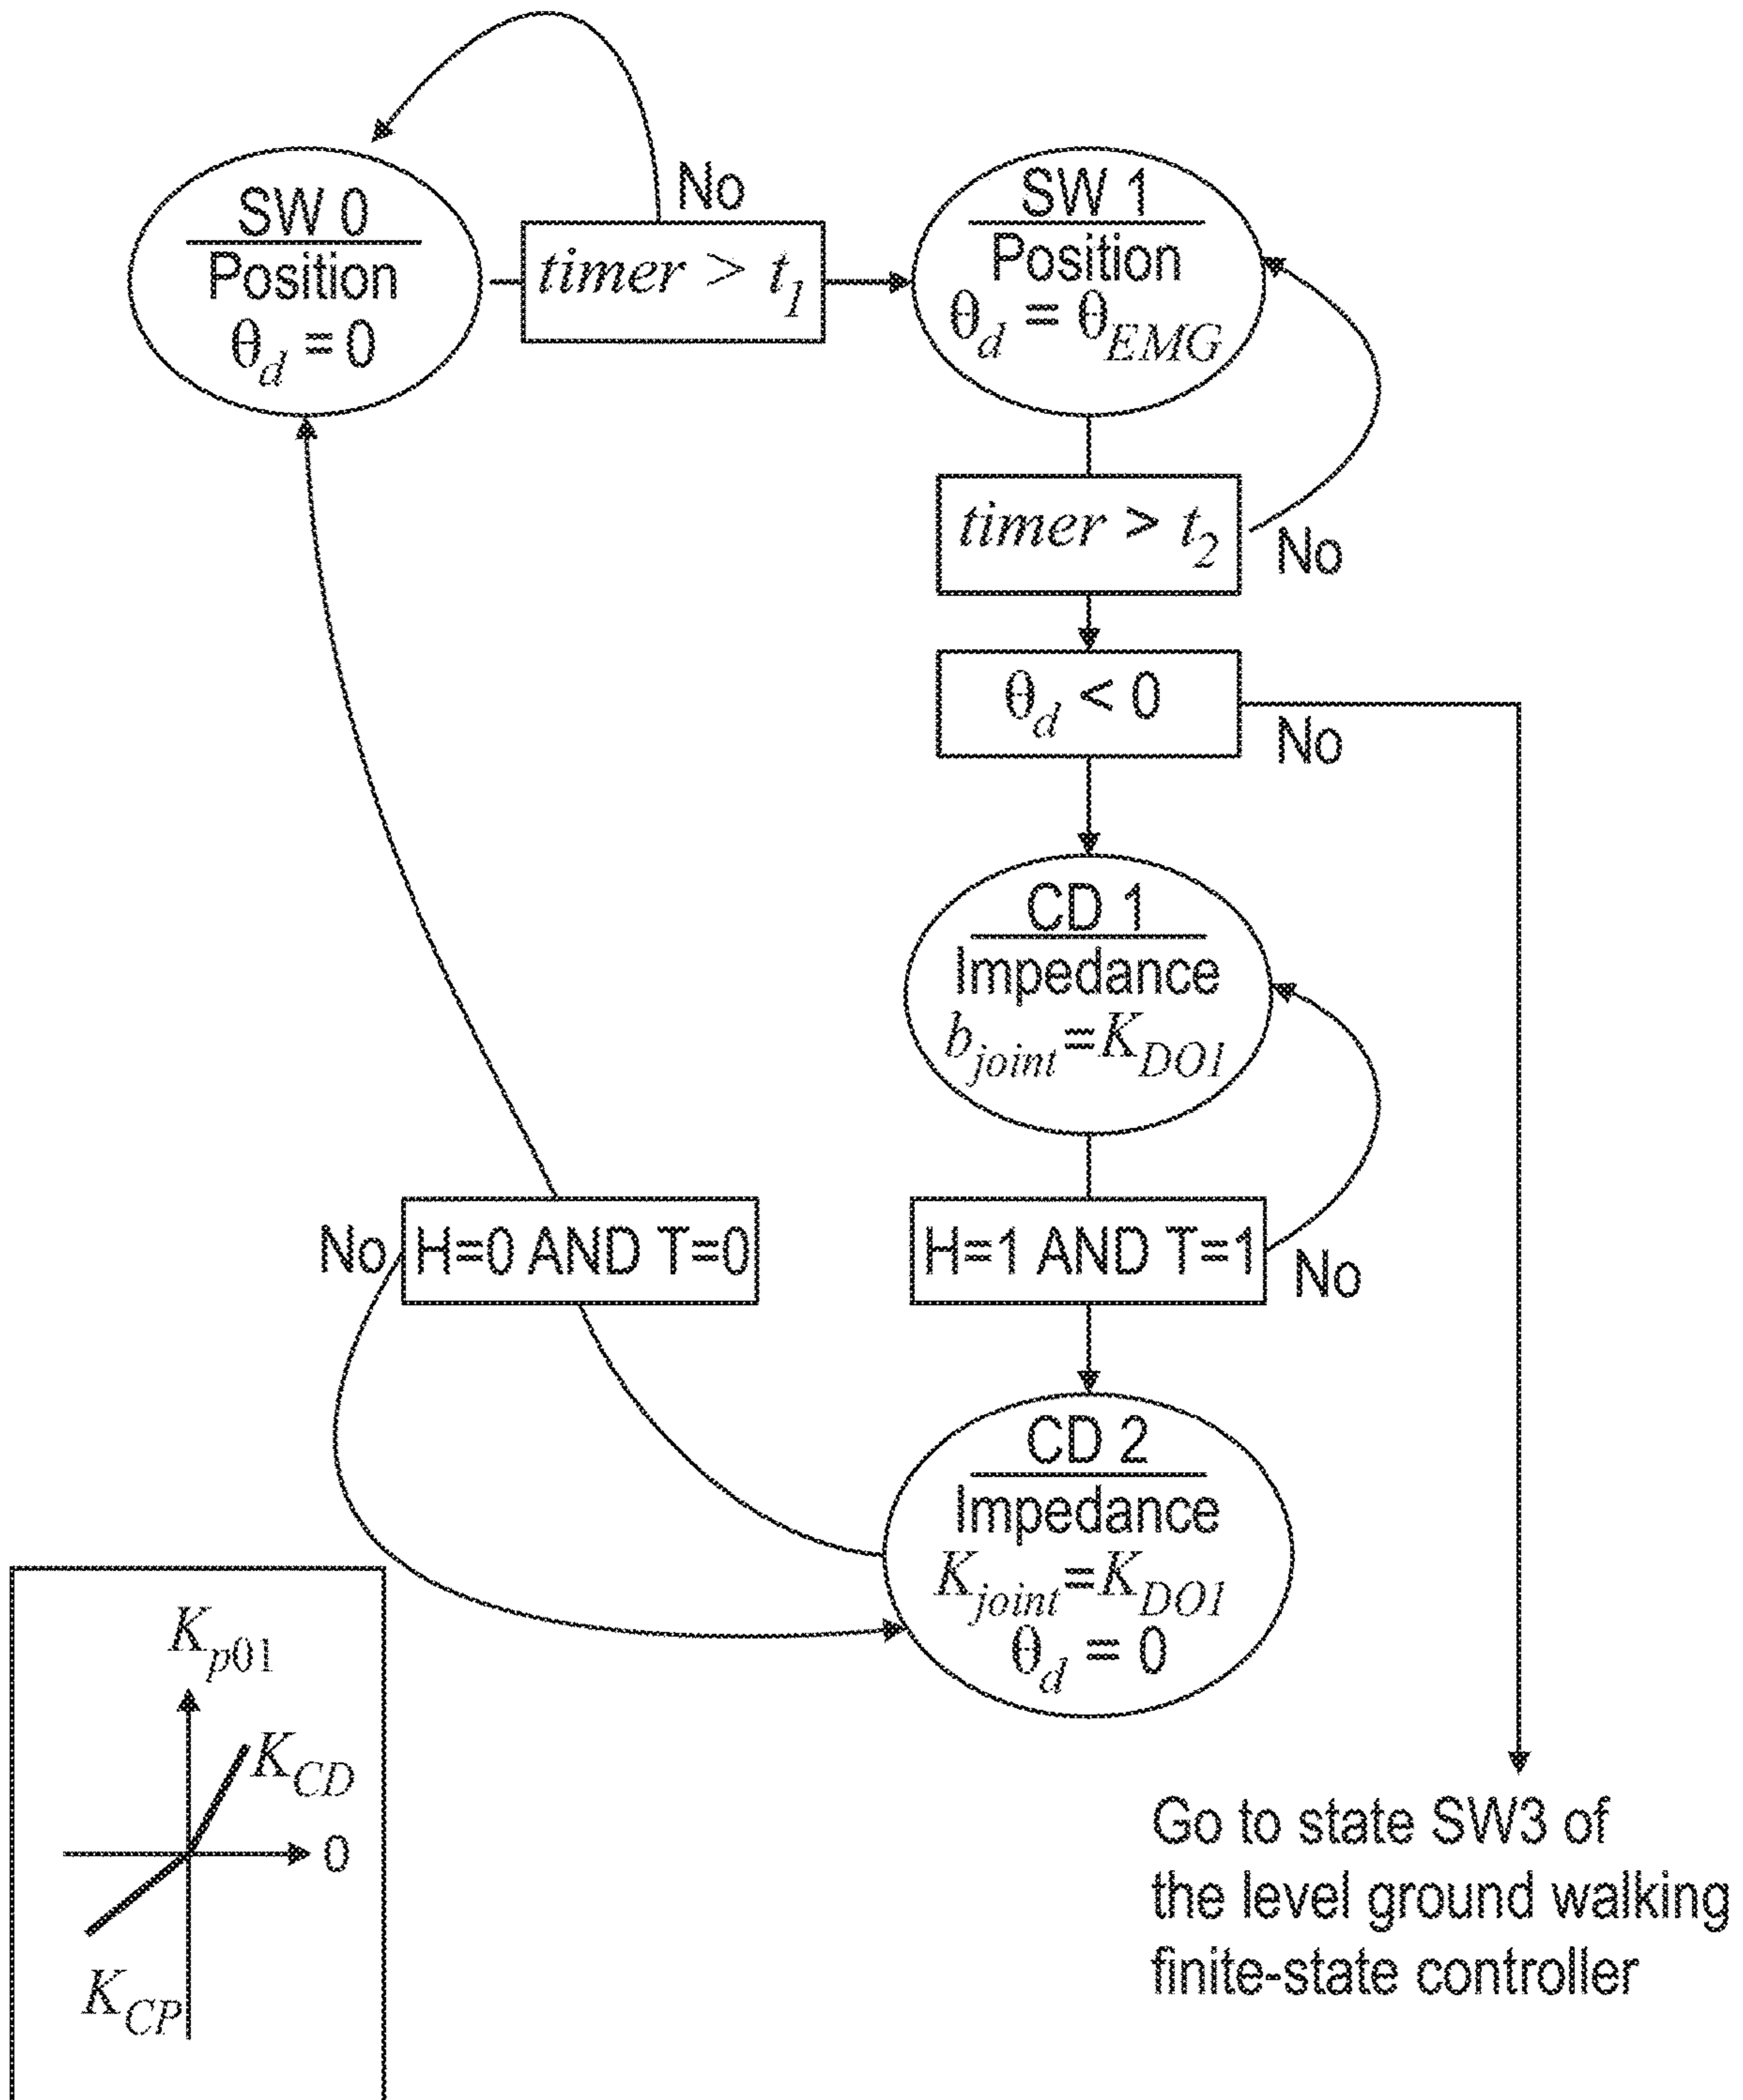 SW 0
Position
θd = 0
No
timer > t1
SW 1
Position
θd = θEMG
timer > t2
No
θd < 0
No
CD 1
Impedance
bjoint=KDO1
No
H=0 AND T=0
H=1 AND T=1
No
CD 2
Impedance
Kjoint=KDO1
θd = 0
Kp01
KCD
0
KCP
Go to state SW3 of
the level ground walking
finite-state controller